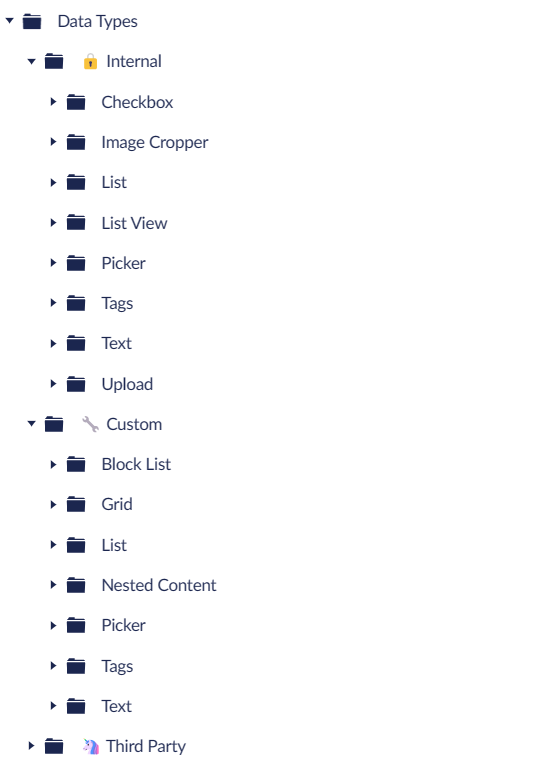 Data Types
🔒 Internal
Checkbox
Image Cropper
List
List View
Picker
Tags
Text
Upload
🔧 Custom
Block List
Grid
List
Nested Content
Picker
Tags
Text
🦄 Third Party